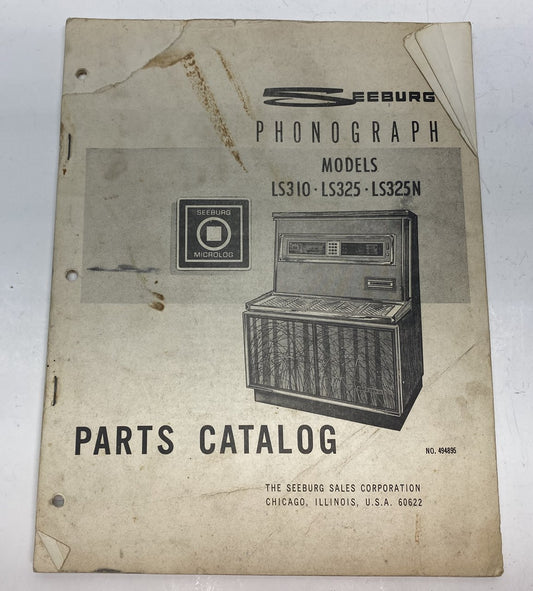 SEEBURG
PHONOGRAPH
MODELS
LS310 · LS325 · LS325N
SEEBURG
MICROLOG
PARTS CATALOG
NO. 494895
THE SEEBURG SALES CORPORATION
CHICAGO, ILLINOIS, U.S.A. 60622